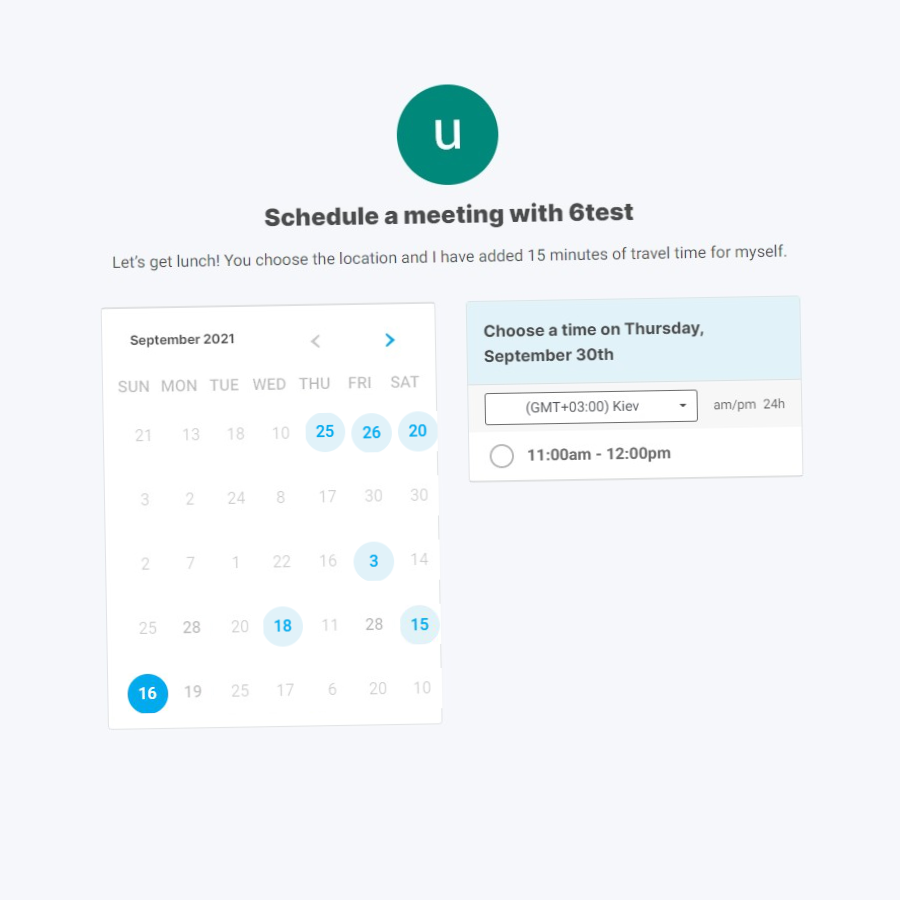 u
Schedule a meeting with 6test
Let's get lunch! You choose the location and I have added 15 minutes of travel time for myself.
September 2021
SUN MON TUE WED THU FRI SAT
21 13 18 10 25 26 20
3 2 24 8 17 30 30
2 7 1 22 16 3 14
25 28 20 18 11 28 15
16 19 25 17 6 20 10
Choose a time on Thursday,
September 30th
(GMT+03:00) Kiev am/pm 24h
11:00am - 12:00pm